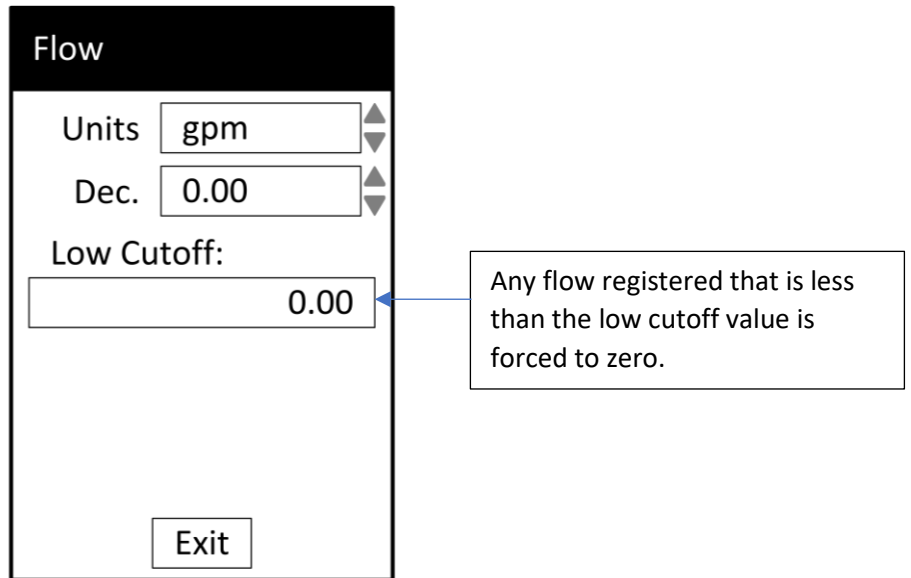 Flow
Units gpm
Dec. 0.00
Low Cutoff:
0.00
Any flow registered that is less
than the low cutoff value is
forced to zero.
Exit